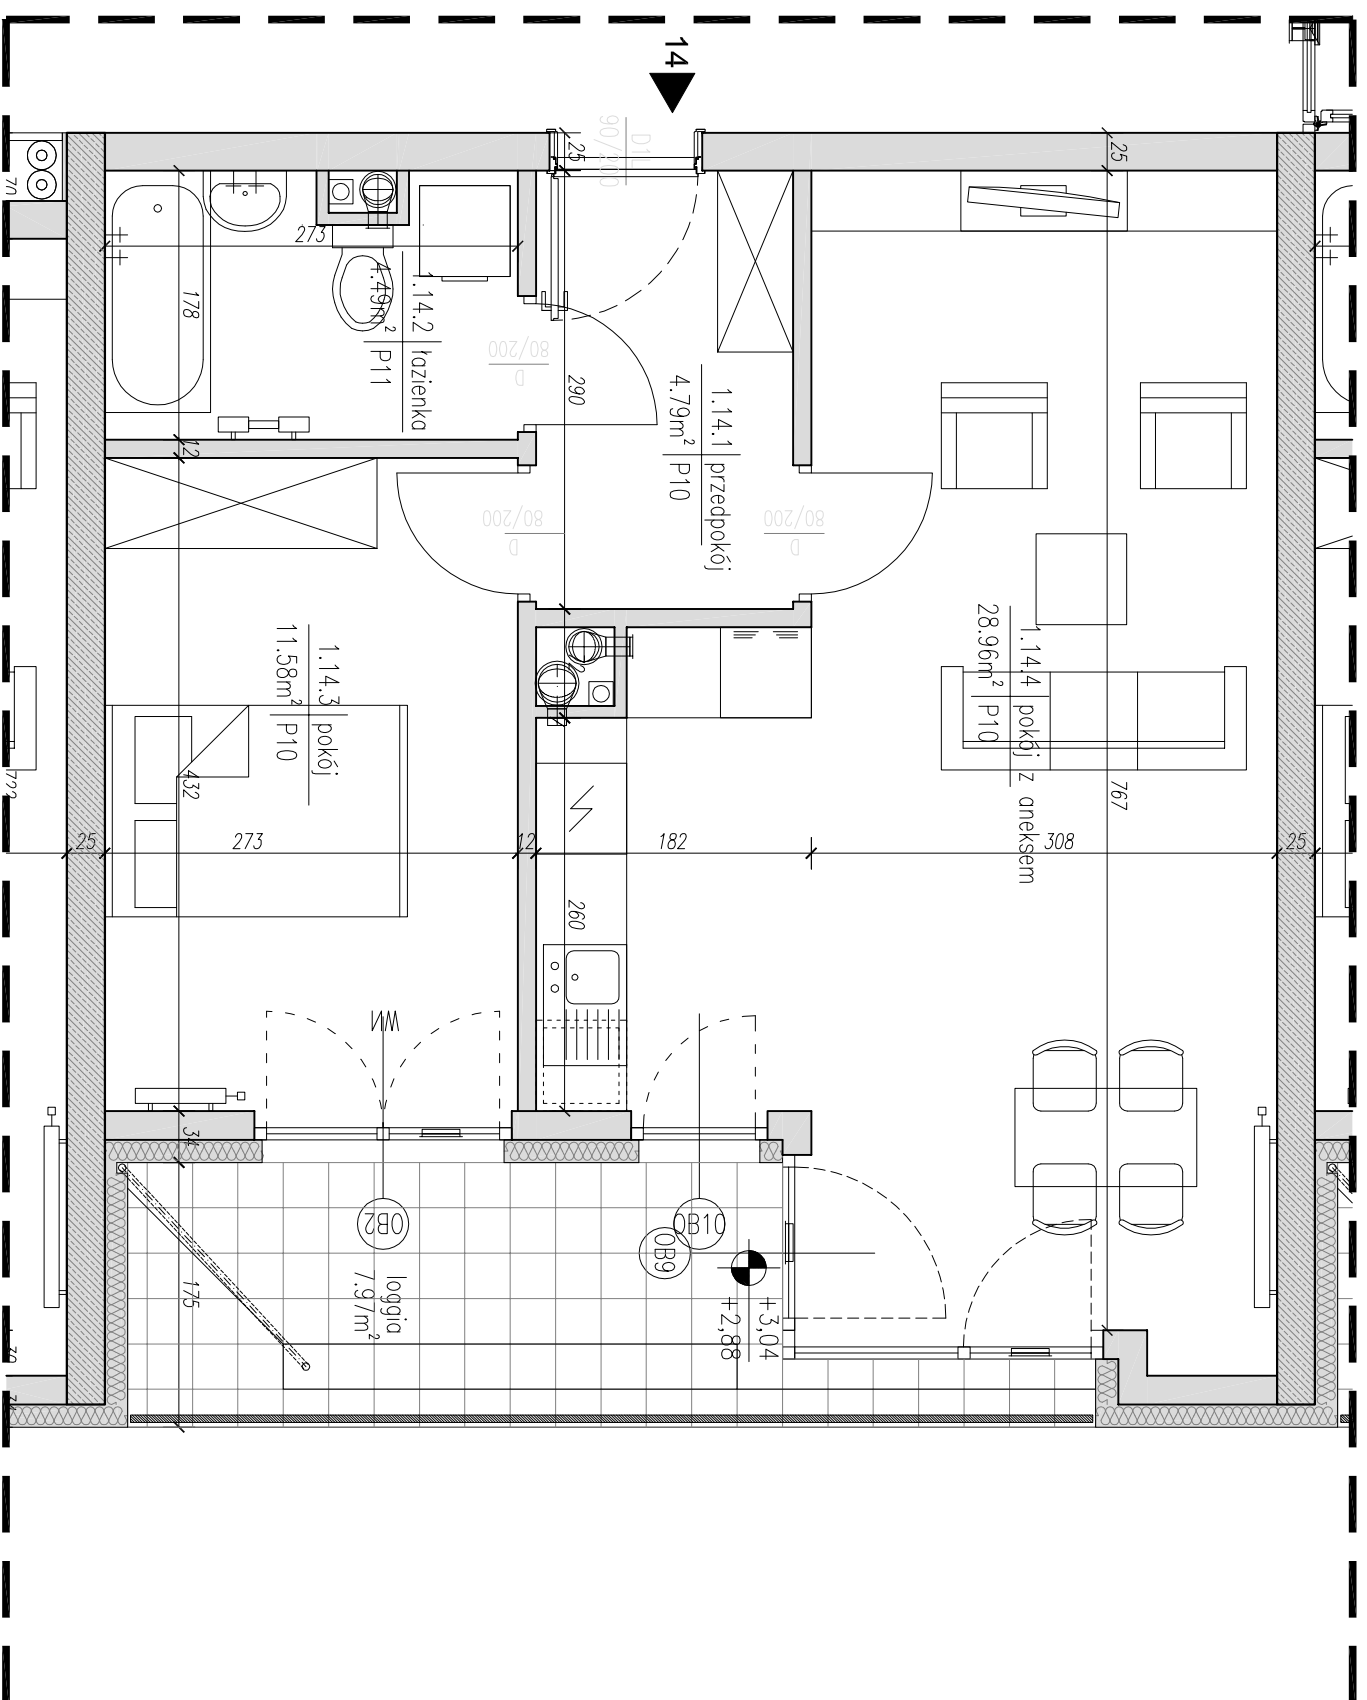 14
D1L
90/200
25
25
70
273
1.14.2 łazienka
4.49m² P11
178
80/200
D
290
1.14.1 przedpokój
4.79m² P10
12
80/200
D
80/200
D
1.14.3 pokój
11.58m² P10
1.14.4 pokój z aneksem
28.96m² P10
432
767
722
25
273
12
182
308
25
260
34
OB2
OB10
OB9
loggia
7.97m²
+3,04
+2,88
175